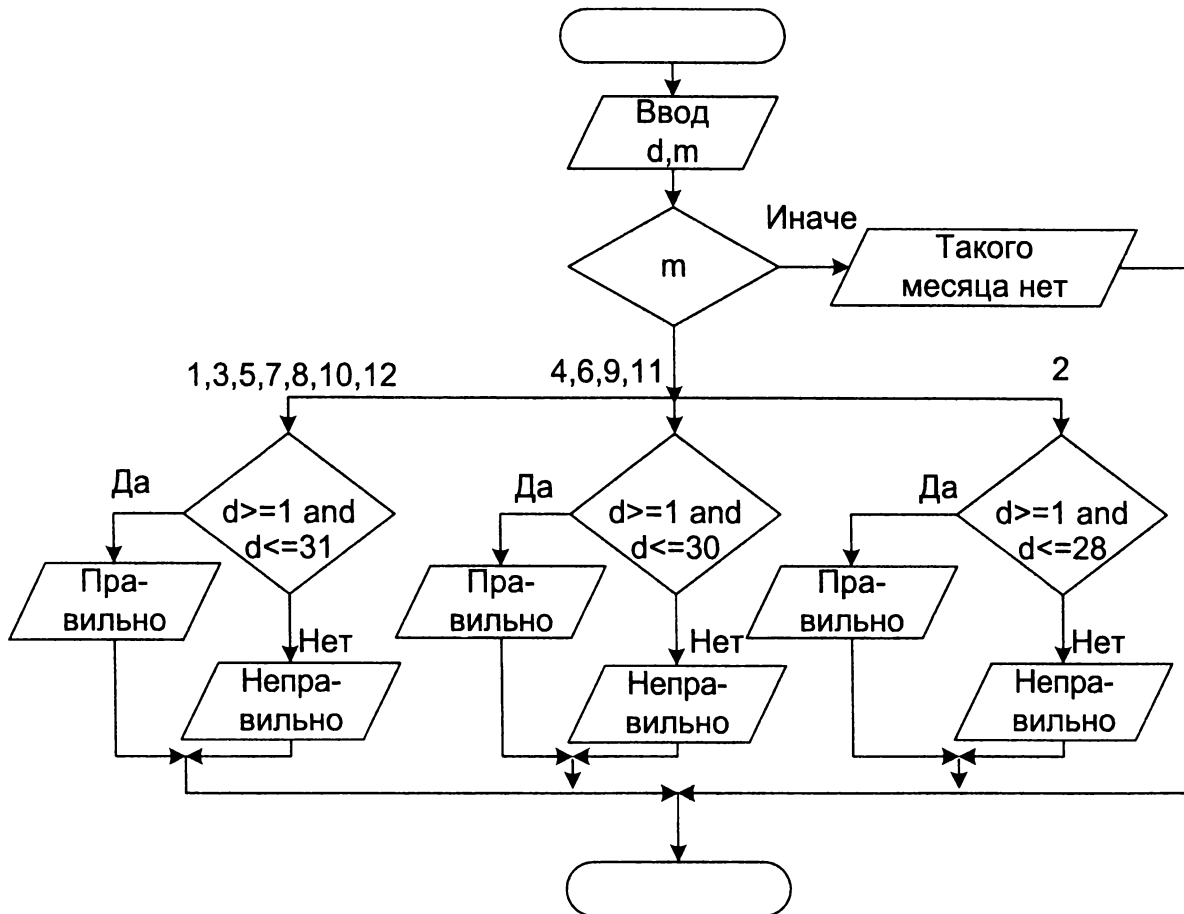 Ввод
d,m
Иначе
m
Такого
месяца нет
1,3,5,7,8,10,12
4,6,9,11
2
Да
d>=1 and
d<=31
Да
d>=1 and
d<=30
Да
d>=1 and
d<=28
Пра-
вильно
Нет
Непра-
вильно
Пра-
вильно
Нет
Непра-
вильно
Пра-
вильно
Нет
Непра-
вильно